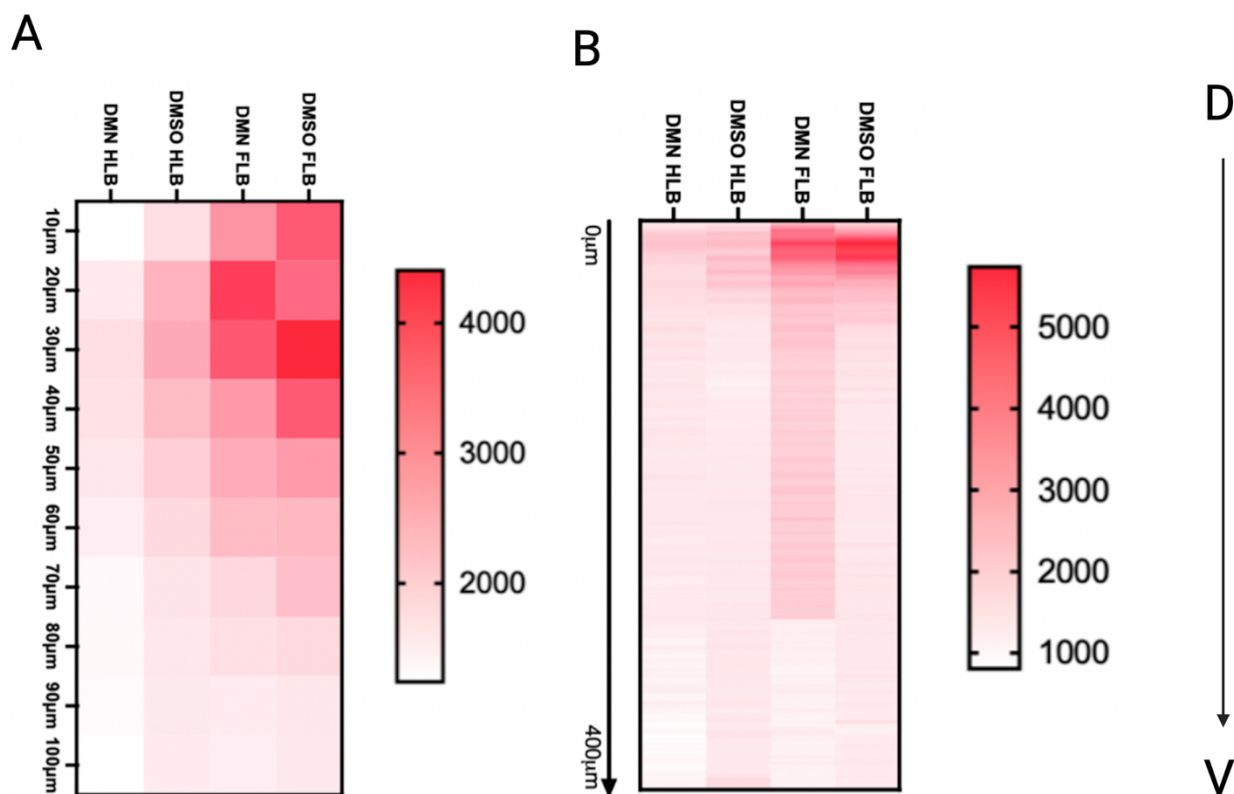 A
DMN HLB
DMSO HLB
DMN FLB
DMSO FLB
10μm
20μm
30μm
40μm
50μm
60μm
70μm
80μm
90μm
100μm
4000
3000
2000
B
DMN HLB
DMSO HLB
DMN FLB
DMSO FLB
0μm
400μm
5000
4000
3000
2000
1000
D
V